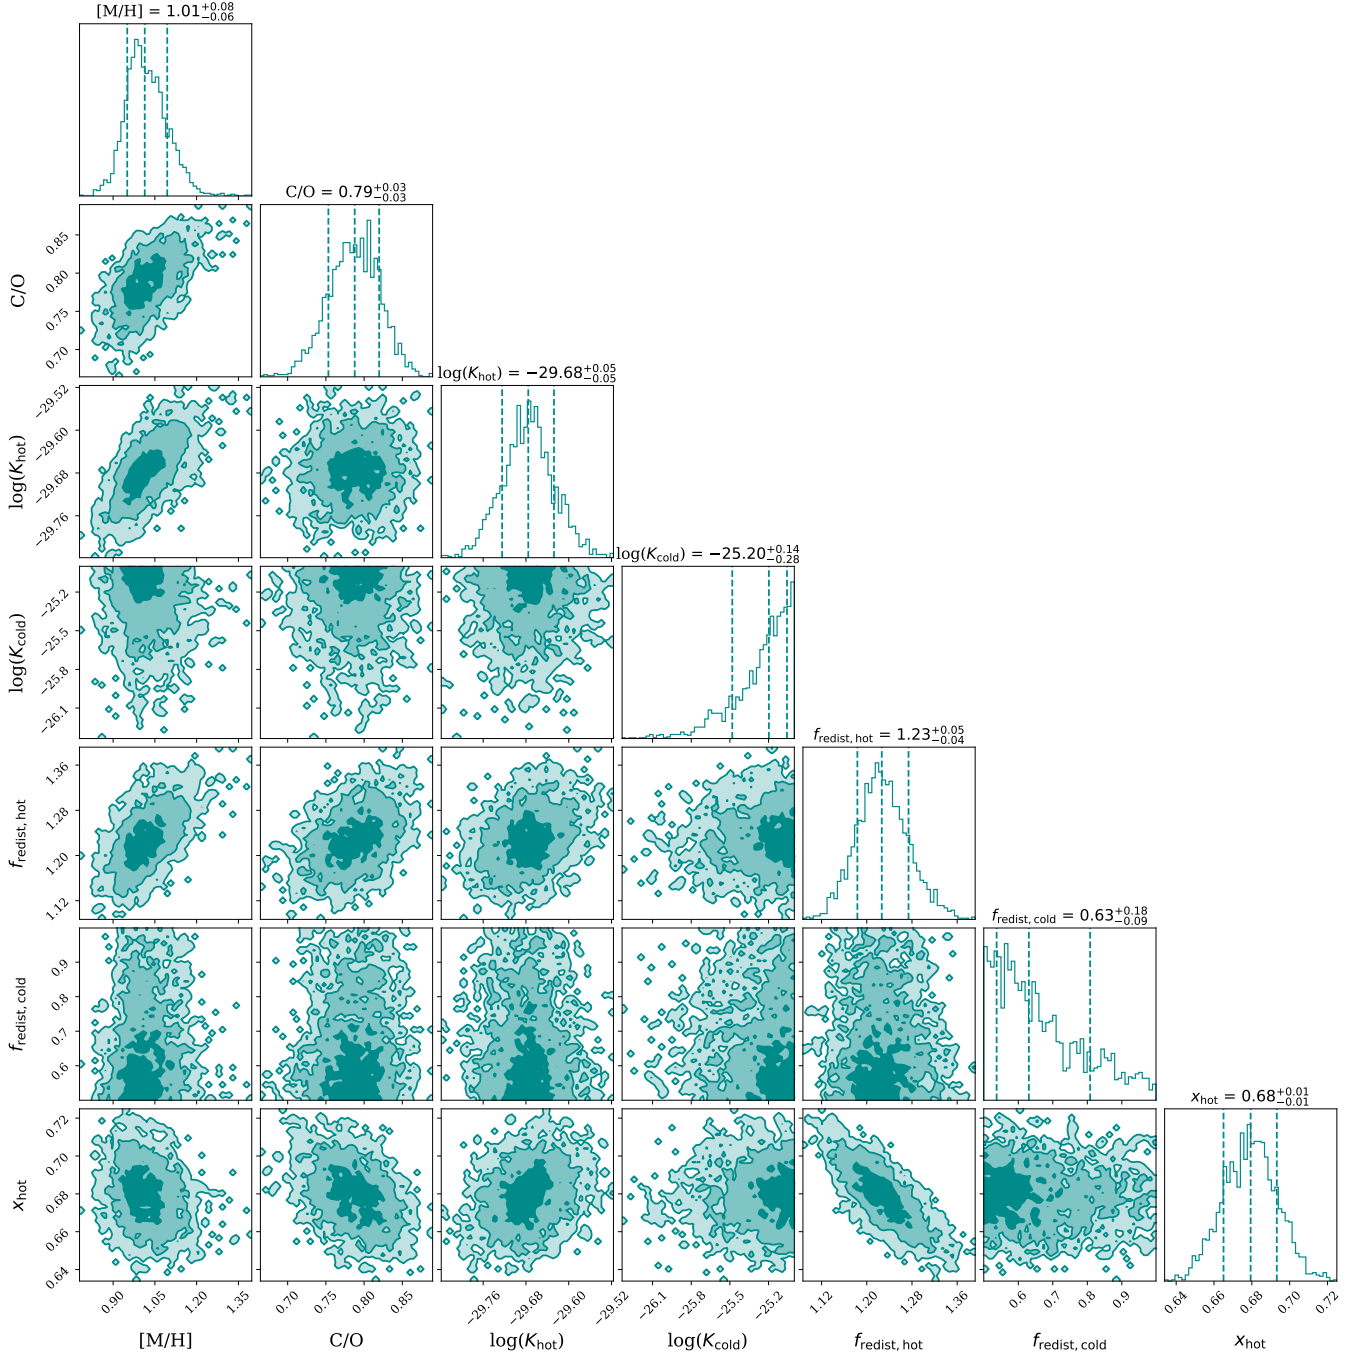 [M/H] = 1.01+0.08−0.06
C/O = 0.79+0.03−0.03
C/O
0.85
0.80
0.75
0.70
log(Khot) = −29.68+0.05−0.05
log(Khot)
−29.52
−29.60
−29.68
−29.76
log(Kcold) = −25.20+0.14−0.28
log(Kcold)
−25.2
−25.5
−25.8
−26.1
fredist, hot = 1.23+0.05−0.04
fredist, hot
1.36
1.28
1.20
1.12
fredist, cold = 0.63+0.18−0.09
fredist, cold
0.9
0.8
0.7
0.6
xhot = 0.68+0.01−0.01
xhot
0.72
0.70
0.68
0.66
0.64
0.90 1.05 1.20 1.35
0.70 0.75 0.80 0.85
−29.76 −29.68 −29.60 −29.52
−26.1 −25.8 −25.5 −25.2
1.12 1.20 1.28 1.36
0.6 0.7 0.8 0.9
0.64 0.66 0.68 0.70 0.72
[M/H] C/O log(Khot) log(Kcold) fredist, hot fredist, cold xhot